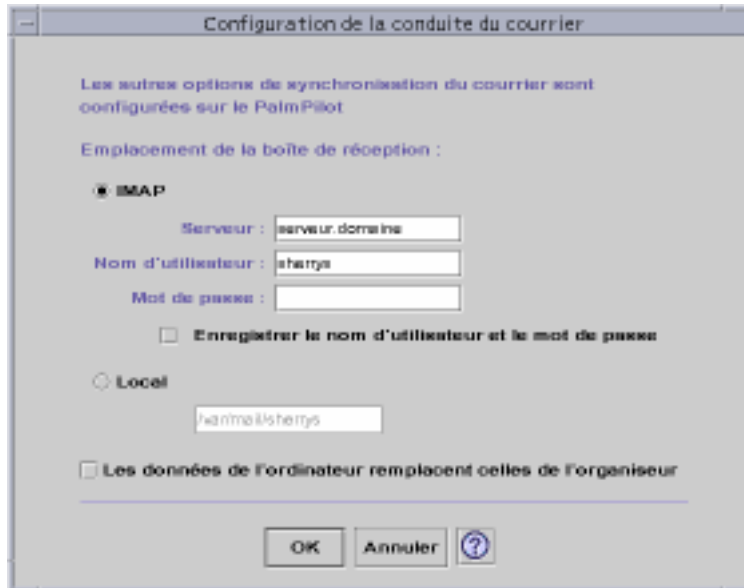 Configuration de la conduite du courrier
Les autres options de synchronisation du courrier sont
configurées sur le PalmPilot
Emplacement de la boîte de réception :
IMAP
Serveur : serveur.domaine
Nom d'utilisateur : sherrys
Mot de passe :
Enregistrer le nom d'utilisateur et le mot de passe
Local
/var/mail/sherrys
Les données de l'ordinateur remplacent celles de l'organiseur
OK Annuler ?